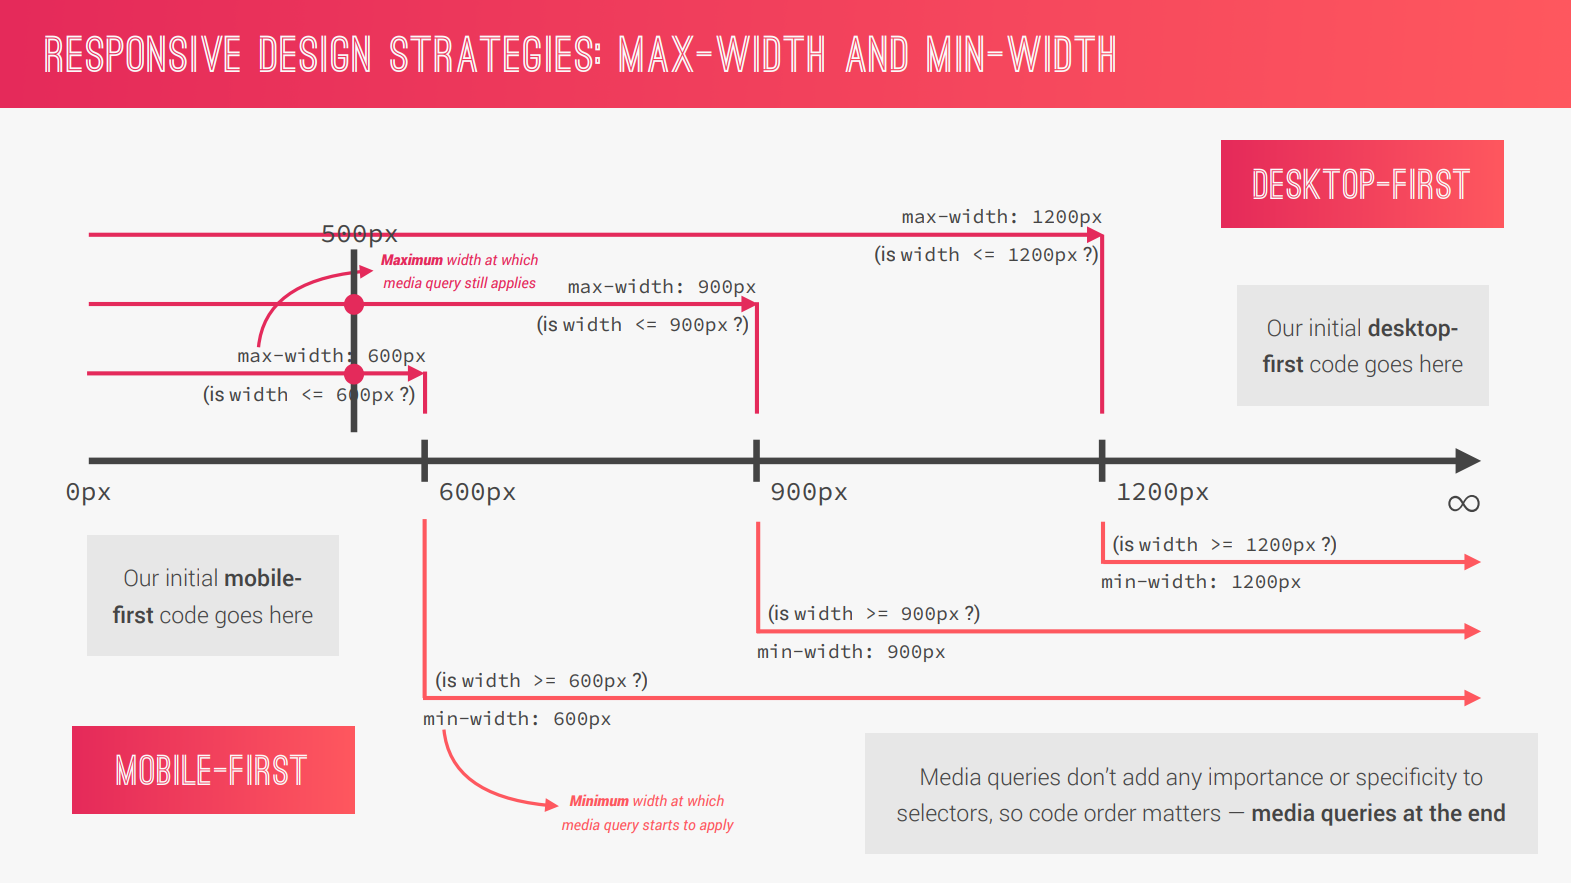 RESPONSIVE DESIGN STRATEGIES: MAX-WIDTH AND MIN-WIDTH
DESKTOP-FIRST
max-width: 1200px
500px
(is width <= 1200px ?)
Maximum width at which
media query still applies
max-width: 900px
(is width <= 900px ?)
Our initial desktop-
first code goes here
max-width: 600px
(is width <= 600px ?)
0px
600px
900px
1200px
∞
Our initial mobile-
first code goes here
(is width >= 1200px ?)
min-width: 1200px
(is width >= 900px ?)
min-width: 900px
(is width >= 600px ?)
min-width: 600px
MOBILE-FIRST
Minimum width at which
media query starts to apply
Media queries don’t add any importance or specificity to
selectors, so code order matters — media queries at the end